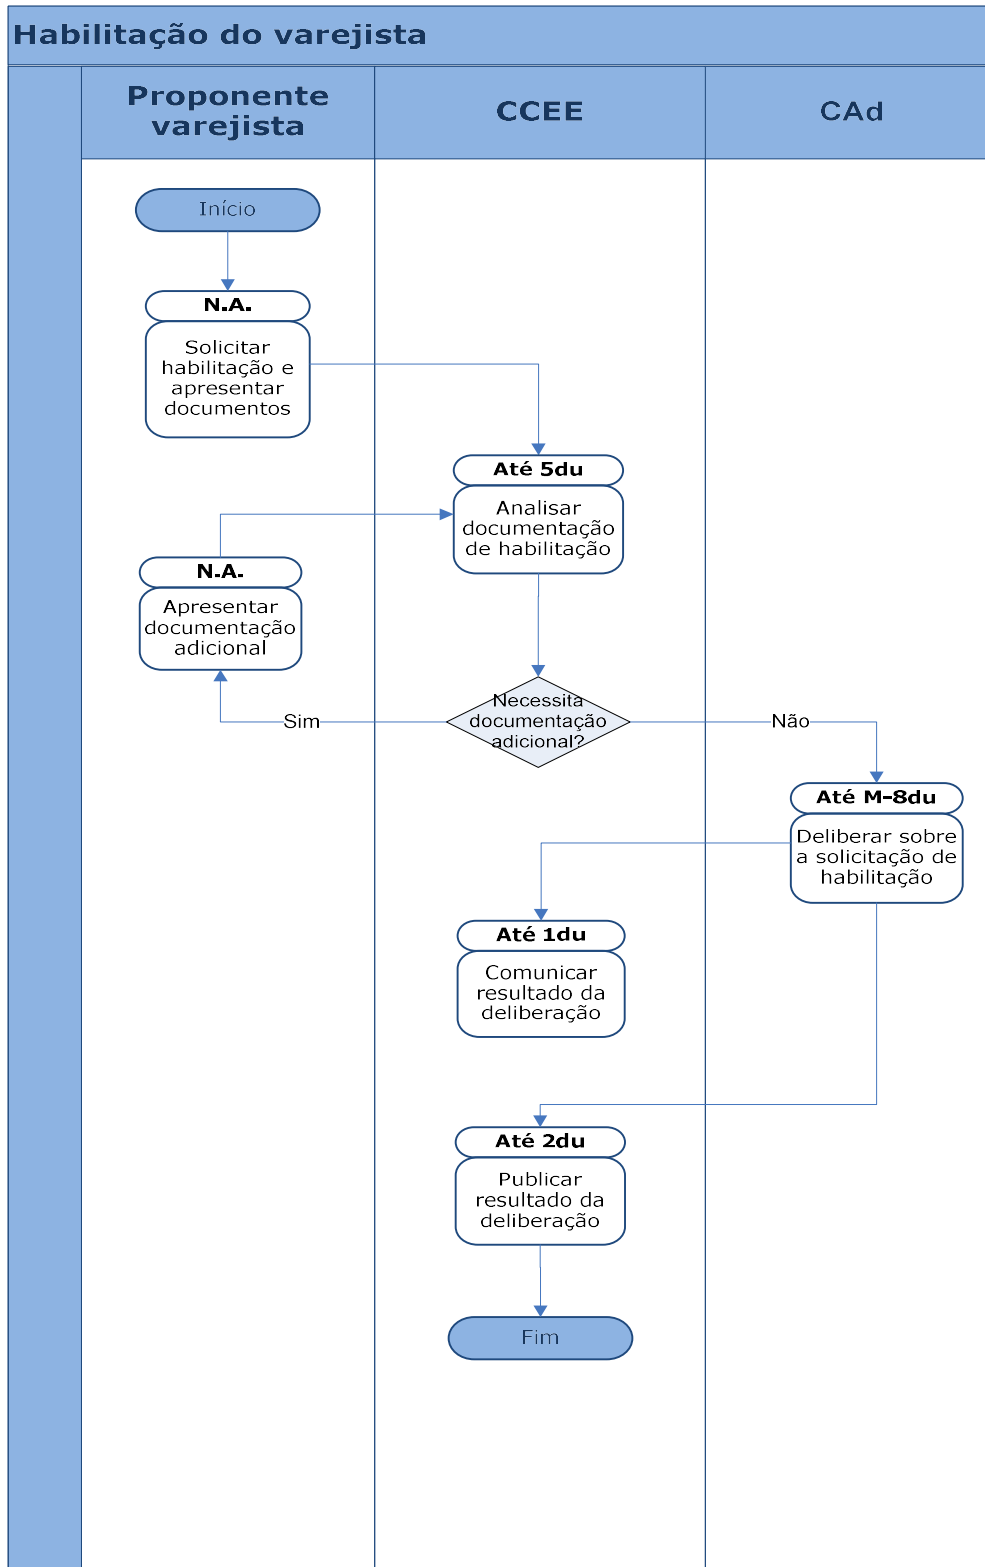 Habilitação do varejista
Proponente
varejista
CCEE
CAd
Início
N.A.
Solicitar
habilitação e
apresentar
documentos
Até 5du
Analisar
documentação
de habilitação
N.A.
Apresentar
documentação
adicional
Necessita
documentação
adicional?
Sim
Não
Até M-8du
Deliberar sobre
a solicitação de
habilitação
Até 1du
Comunicar
resultado da
deliberação
Até 2du
Publicar
resultado da
deliberação
Fim